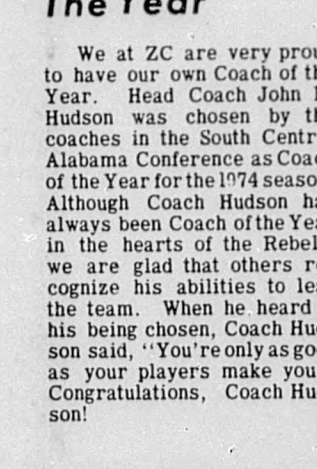 The Year
We at ZC are very prou
to have our own Coach of th
Year. Head Coach John
Hudson was chosen by th
coaches in the South Centr
Alabama Conference as Coac
of the Year for the 1974 seaso
Although Coach Hudson ha
always been Coach of the Yea
in the hearts of the Rebel
we are glad that others r
cognize his abilities to le
the team. When he heard
his being chosen, Coach Hu
son said, "You're only as go
as your players make you
Congratulations, Coach Hu
son!